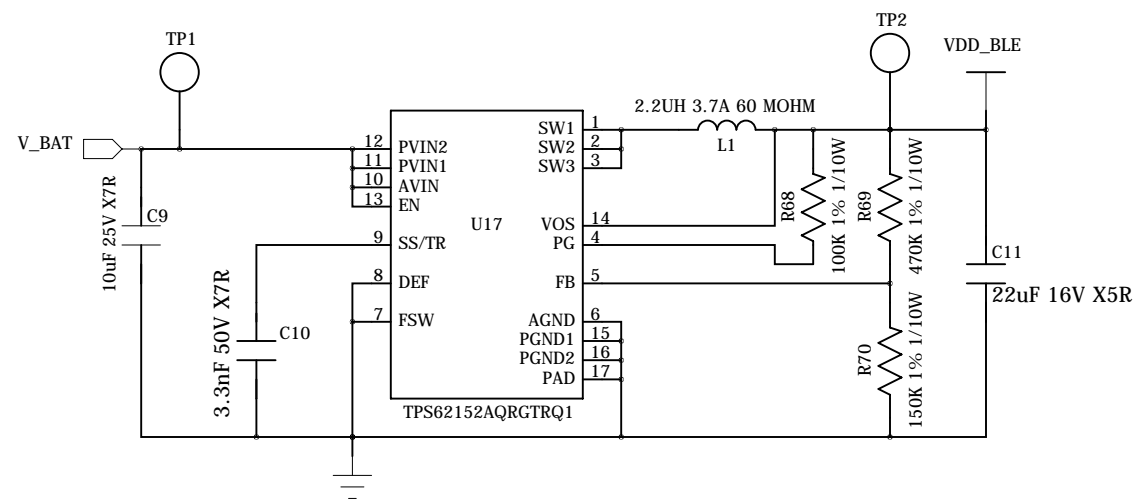 TP1
TP2
VDD_BLE
V_BAT
2.2UH 3.7A 60 MOHM
L1
12 PVIN2
11 PVIN1
10 AVIN
13 EN
9 SS/TR
8 DEF
7 FSW
U17
SW1 1
SW2 2
SW3 3
VOS 14
PG 4
FB 5
AGND 6
PGND1 15
PGND2 16
PAD 17
TPS62152AQRGTRQ1
C9
10uF 25V X7R
C10
3.3nF 50V X7R
R68
100K 1% 1/10W
R69
470K 1% 1/10W
R70
150K 1% 1/10W
C11
22uF 16V X5R